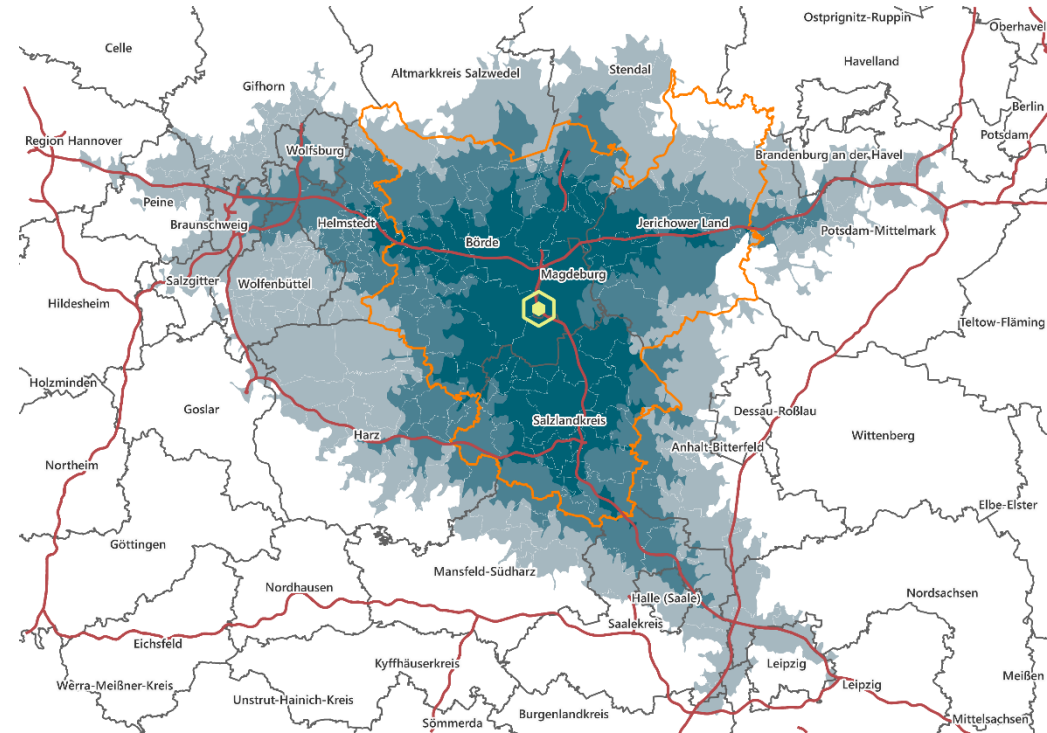 Ostprignitz-Ruppin
Oberhavel
Celle
Havelland
Stendal
Altmarkkreis Salzwedel
Gifhorn
Berlin
Potsdam
Region Hannover
Wolfsburg
Brandenburg an der Havel
Peine
Braunschweig
Helmstedt
Jerichower Land
Potsdam-Mittelmark
Börde
Magdeburg
Salzgitter
Wolfenbüttel
Hildesheim
Teltow-Fläming
Holzminden
Goslar
Dessau-Roßlau
Salzlandkreis
Harz
Wittenberg
Anhalt-Bitterfeld
Northeim
Elbe-Elster
Göttingen
Mansfeld-Südharz
Nordhausen
Halle (Saale)
Nordsachsen
Saalekreis
Eichsfeld
Kyffhäuserkreis
Leipzig
Meißen
Werra-Meißner-Kreis
Leipzig
Unstrut-Hainich-Kreis
Burgenlandkreis
Sömmerda
Mittelsachsen